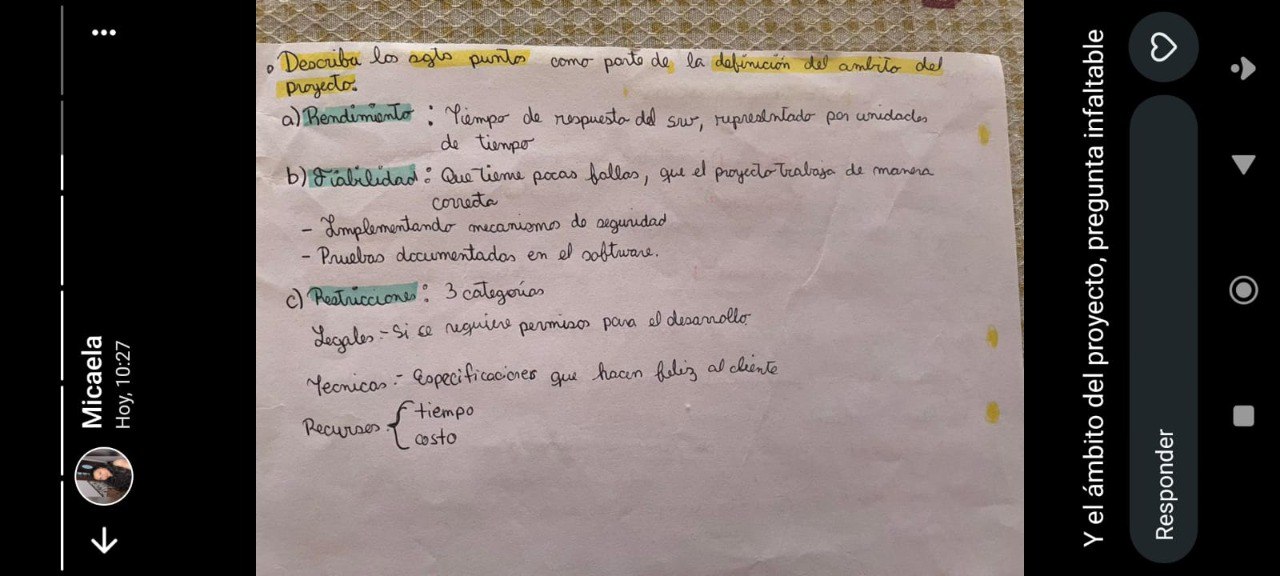 Micaela
Hoy, 10:27
• Describa los sgts puntos como parte de la definición del ambito del
proyecto.
a) Rendimiento : Tiempo de respuesta del sw, representado por unidades
de tiempo
b) Fiabilidad : Que tiene pocas fallas, que el proyecto trabaja de manera
correcta
- Implementando mecanismos de seguridad
- Pruebas documentadas en el software.
c) Restricciones : 3 categorías
Legales - Si se requiere permisos para el desarrollo
Tecnicas - Especificaciones que hacen feliz al cliente
Recursos { tiempo
costo
Y el ámbito del proyecto, pregunta infaltable
Responder